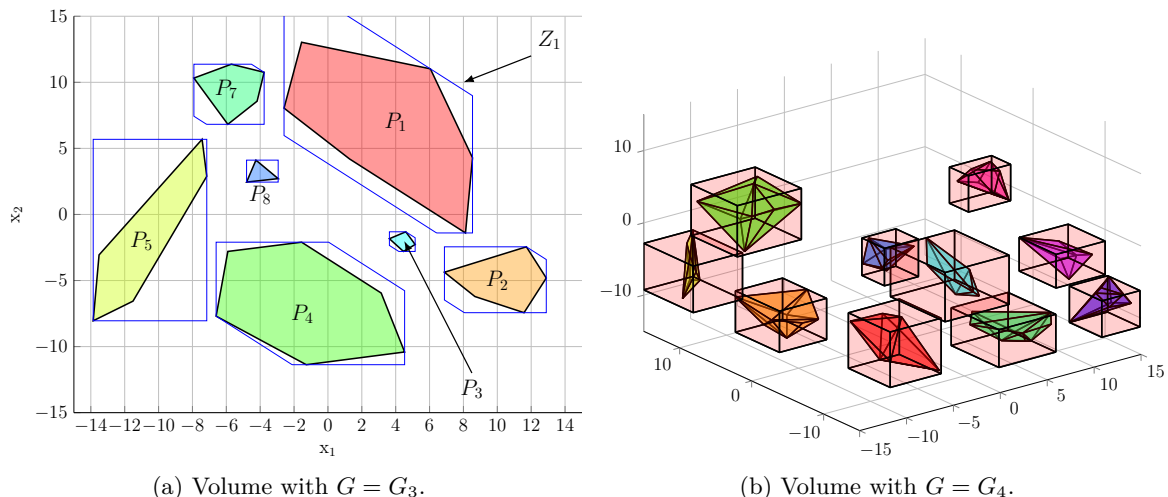 15
10
5
0
−5
−10
−15
−14 −12 −10 −8 −6 −4 −2 0 2 4 6 8 10 12 14
x₁
x₂
Z₁
P₇
P₁
P₈
P₅
P₂
P₄
P₃
(a) Volume with G = G₃.
10
0
−10
10
0
−10
−15
−10
−5
0
5
10
15
(b) Volume with G = G₄.